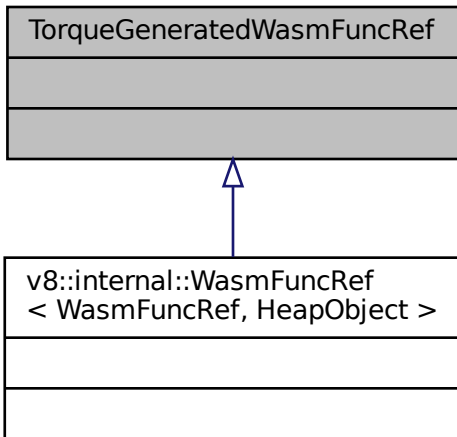 TorqueGeneratedWasmFuncRef
v8::internal::WasmFuncRef
< WasmFuncRef, HeapObject >